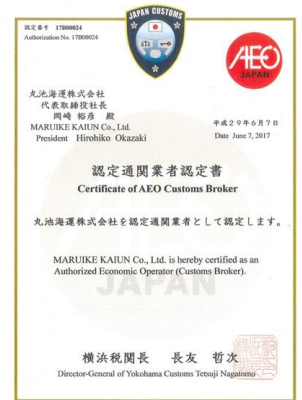 認定番号 17B00024
Authorization No. 17B00024
JAPAN CUSTOMS
AEO
JAPAN
丸池海運株式会社
代表取締役社長
岡崎 裕彦 殿
MARUIKE KAIUN Co., Ltd.
President Hirohiko Okazaki
平成29年6月7日
Date June 7, 2017
認定通関業者認定書
Certificate of AEO Customs Broker
丸池海運株式会社を認定通関業者として認定します。
MARUIKE KAIUN Co., Ltd. is hereby certified as an
Authorized Economic Operator (Customs Broker).
JAPAN
横浜税関長 長友 哲次
Director-General of Yokohama Customs Tetsuji Nagatomo